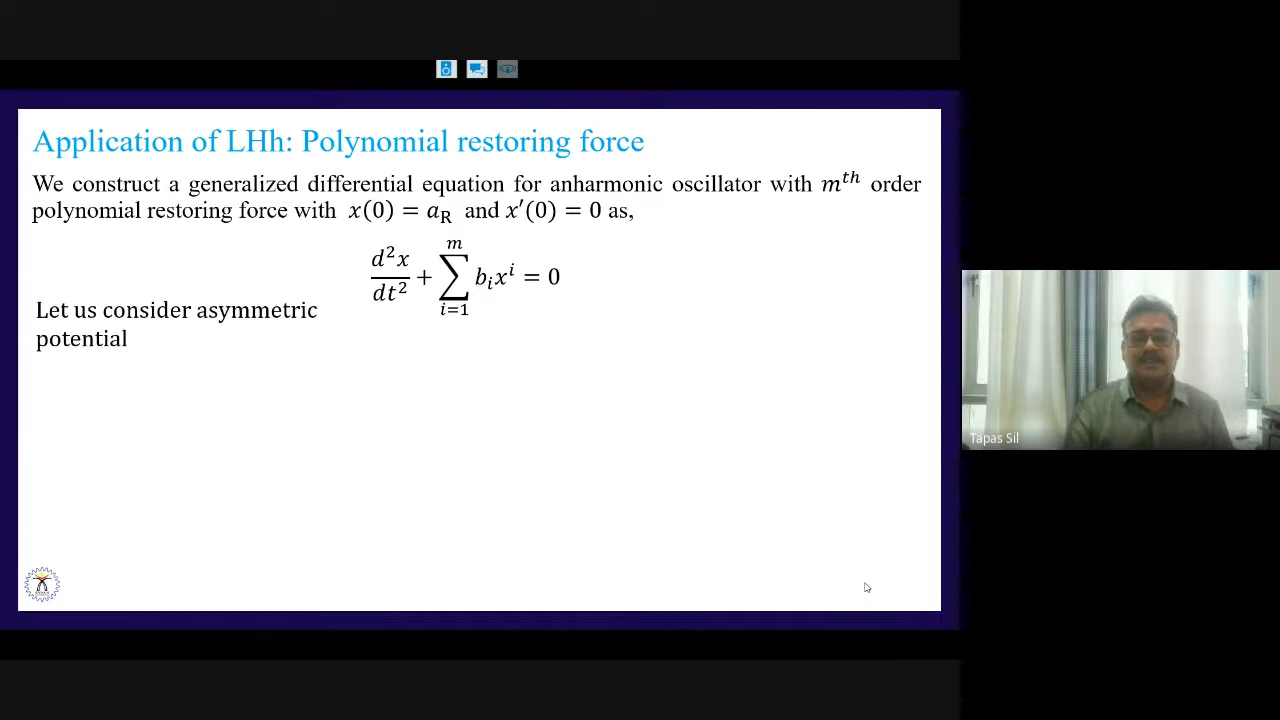 Application of LHh: Polynomial restoring force
We construct a generalized differential equation for anharmonic oscillator with mᵗʰ order
polynomial restoring force with x(0) = a_R and x′(0) = 0 as,
d²x/dt² + ∑_{i=1}^{m} b_i x^i = 0
Let us consider asymmetric
potential
Tapas Sil